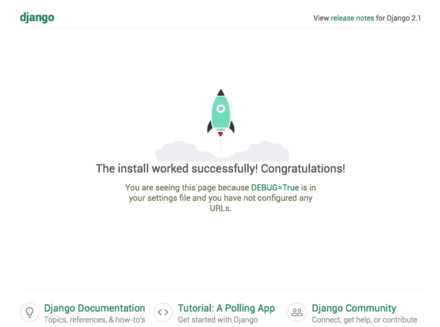 django
View release notes for Django 2.1
The install worked successfully! Congratulations!
You are seeing this page because DEBUG=True is in
your settings file and you have not configured any
URLs.
Django Documentation
Topics, references, & how-to's
Tutorial: A Polling App
Get started with Django
Django Community
Connect, get help, or contribute